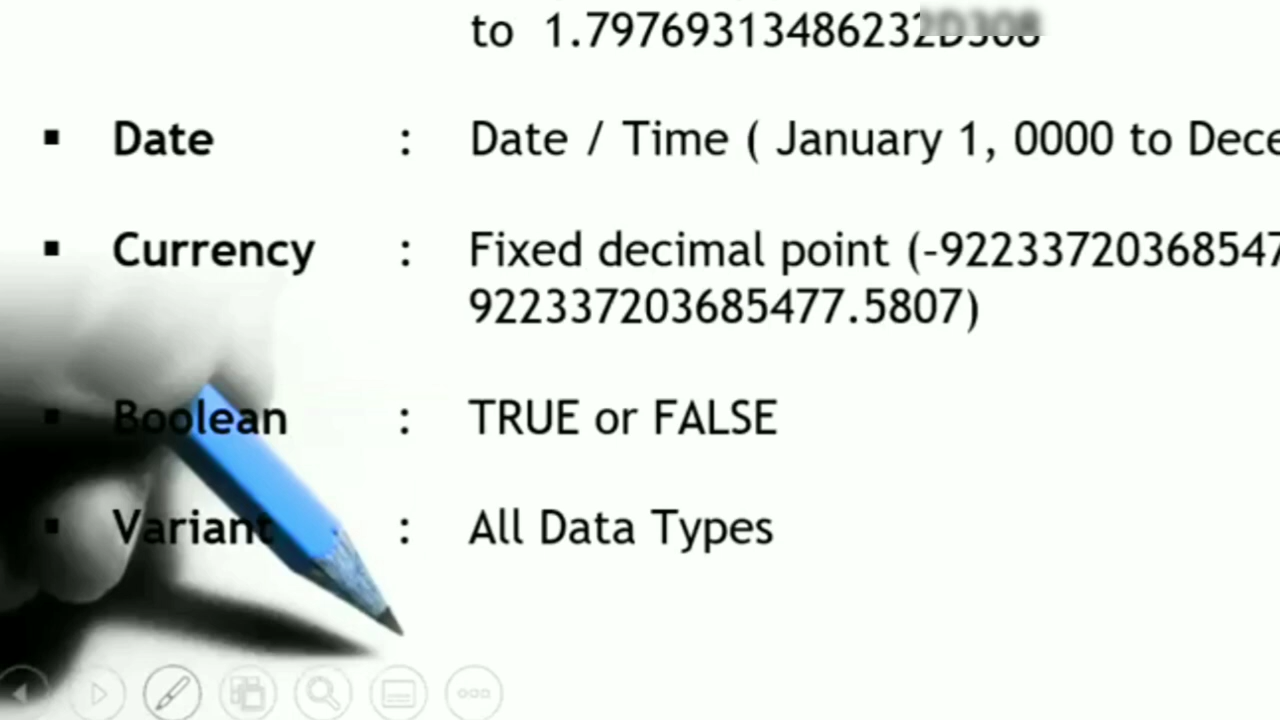 to 1.79769313486232D308
▪ Date : Date / Time ( January 1, 0000 to Dece
▪ Currency : Fixed decimal point (-92233720368547
922337203685477.5807)
▪ Boolean : TRUE or FALSE
▪ Variant : All Data Types